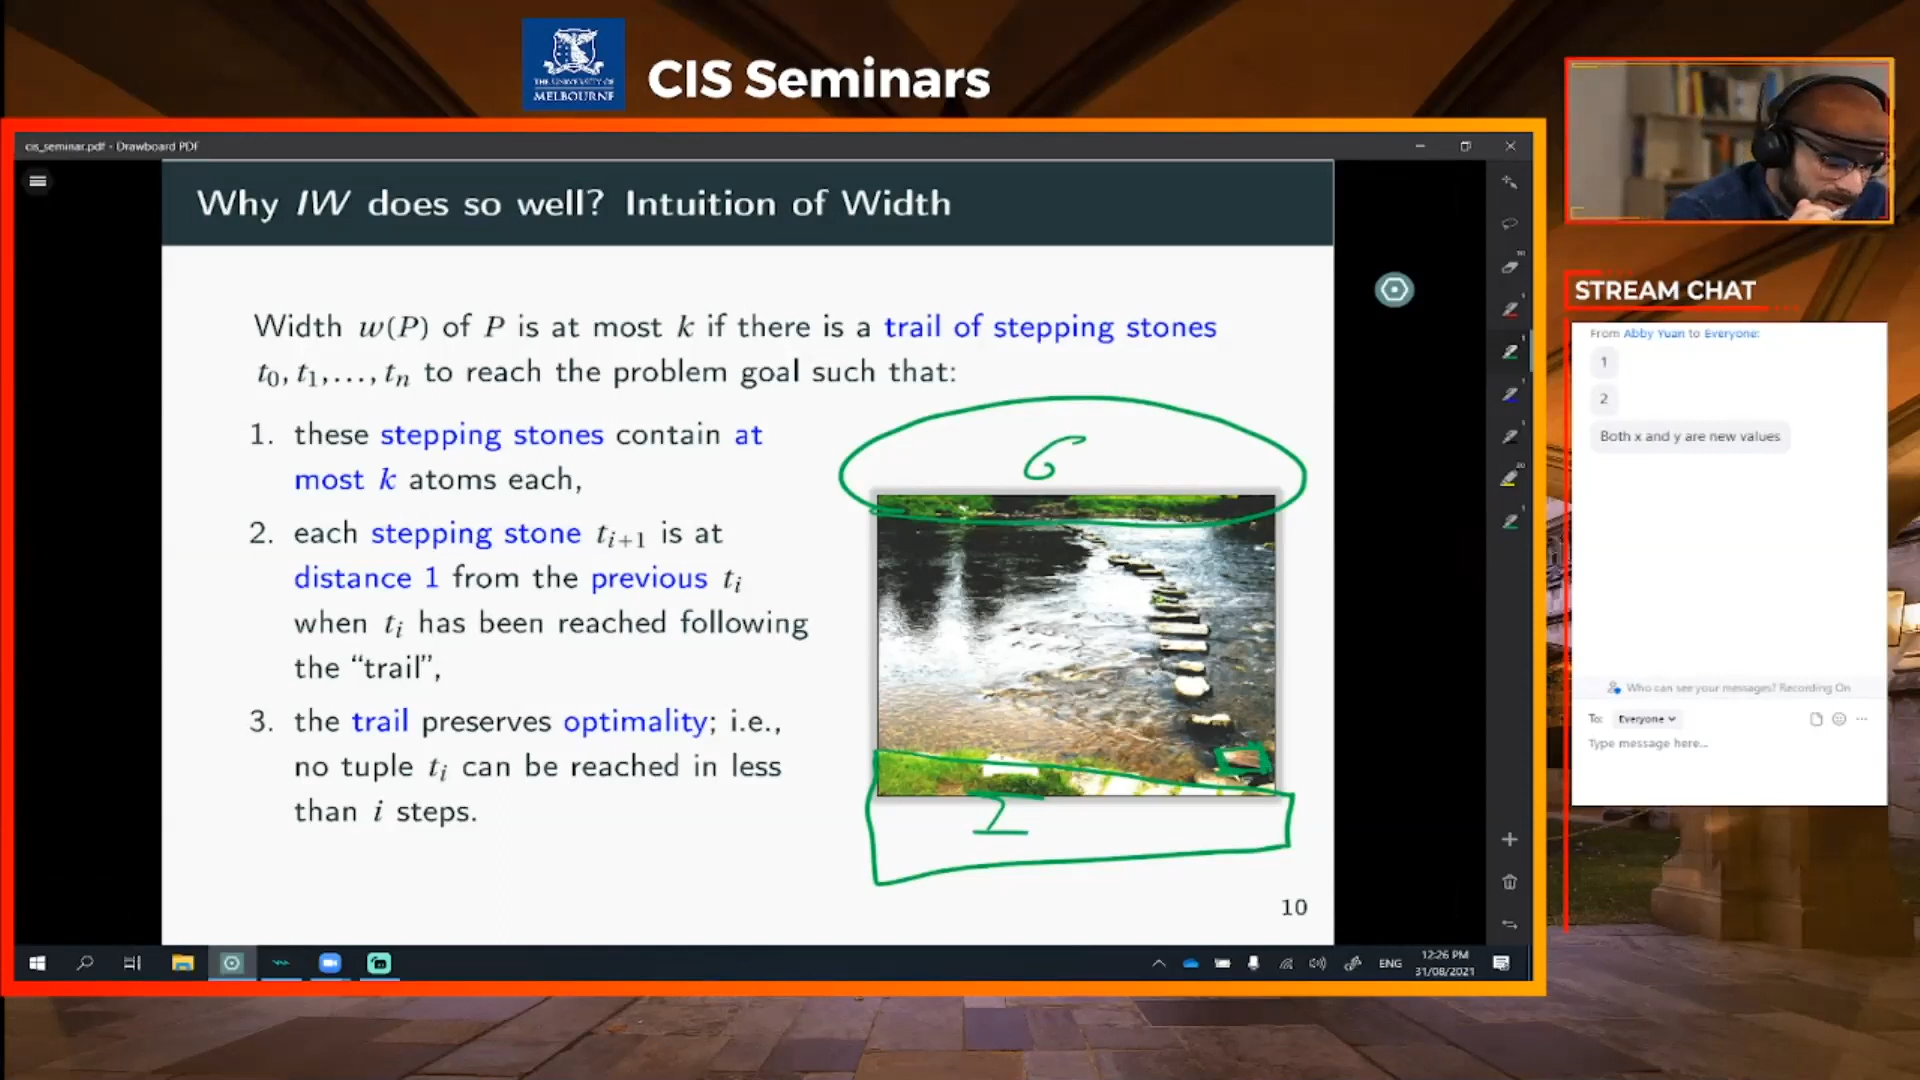 THE UNIVERSITY OF
MELBOURNE
CIS Seminars
cis_seminar.pdf - Drawboard PDF
Why IW does so well? Intuition of Width
Width w(P) of P is at most k if there is a trail of stepping stones
t₀, t₁, …, tₙ to reach the problem goal such that:
1. these stepping stones contain at
most k atoms each,
2. each stepping stone tᵢ₊₁ is at
distance 1 from the previous tᵢ
when tᵢ has been reached following
the “trail”,
3. the trail preserves optimality; i.e.,
no tuple tᵢ can be reached in less
than i steps.
G
I
10
ENG
12:26 PM
31/08/2021
STREAM CHAT
From Abby Yuan to Everyone:
1
2
Both x and y are new values
Who can see your messages? Recording On
To: Everyone
Type message here...